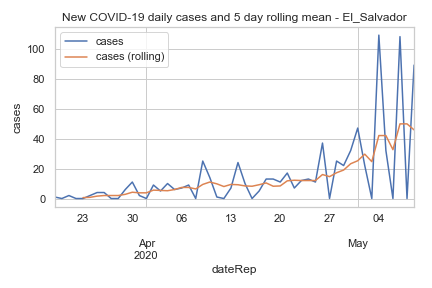 New COVID-19 daily cases and 5 day rolling mean - El_Salvador
cases
cases (rolling)
100
80
60
40
20
0
cases
23 30 06 13 20 27 04
Apr May
2020
dateRep